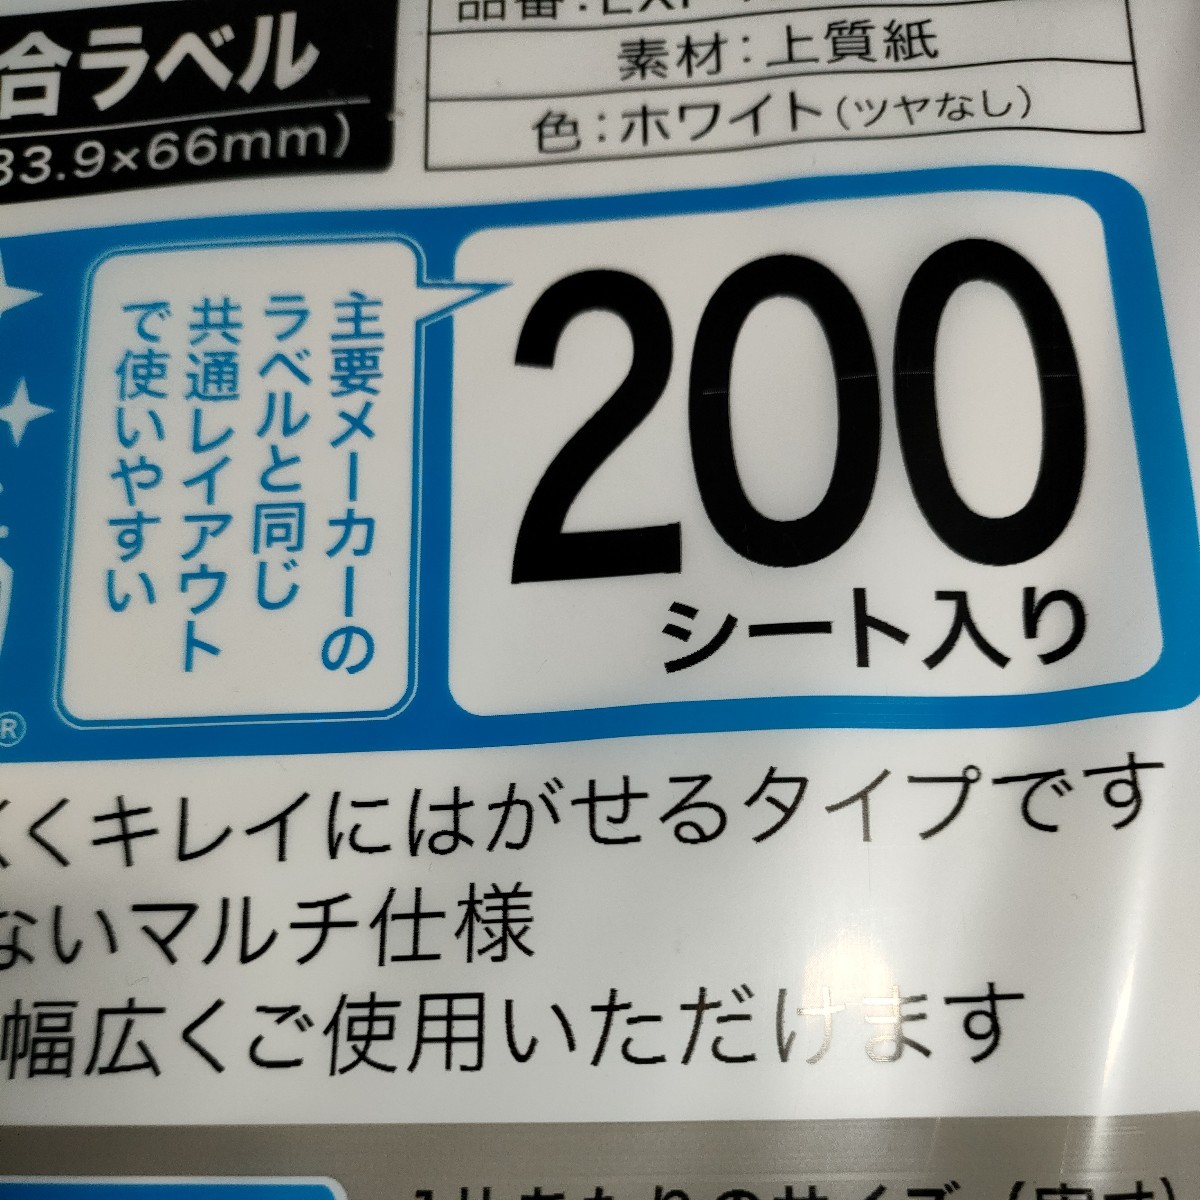 合ラベル
83.9×66mm)
品番:EXP
素材:上質紙
色:ホワイト(ツヤなし)
主要メーカーの
ラベルと同じ
共通レイアウト
で使いやすい
200
シート入り
®
くキレイにはがせるタイプです
ないマルチ仕様
幅広くご使用いただけます